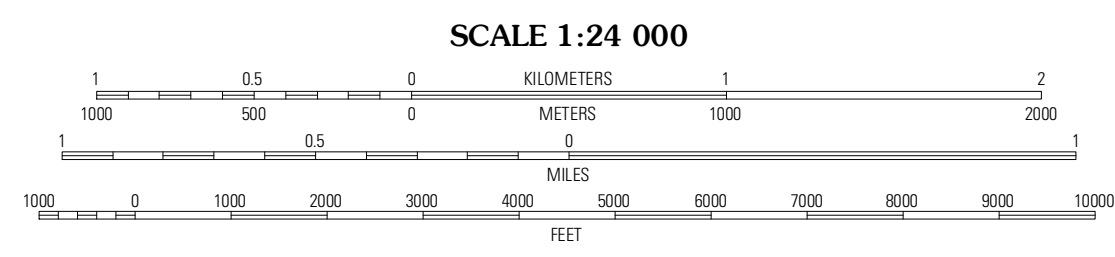 SCALE 1:24 000
1 0.5 0 KILOMETERS 1 2
1000 500 0 METERS 1000 2000
1 0.5 0 1
MILES
1000 0 1000 2000 3000 4000 5000 6000 7000 8000 9000 10000
FEET